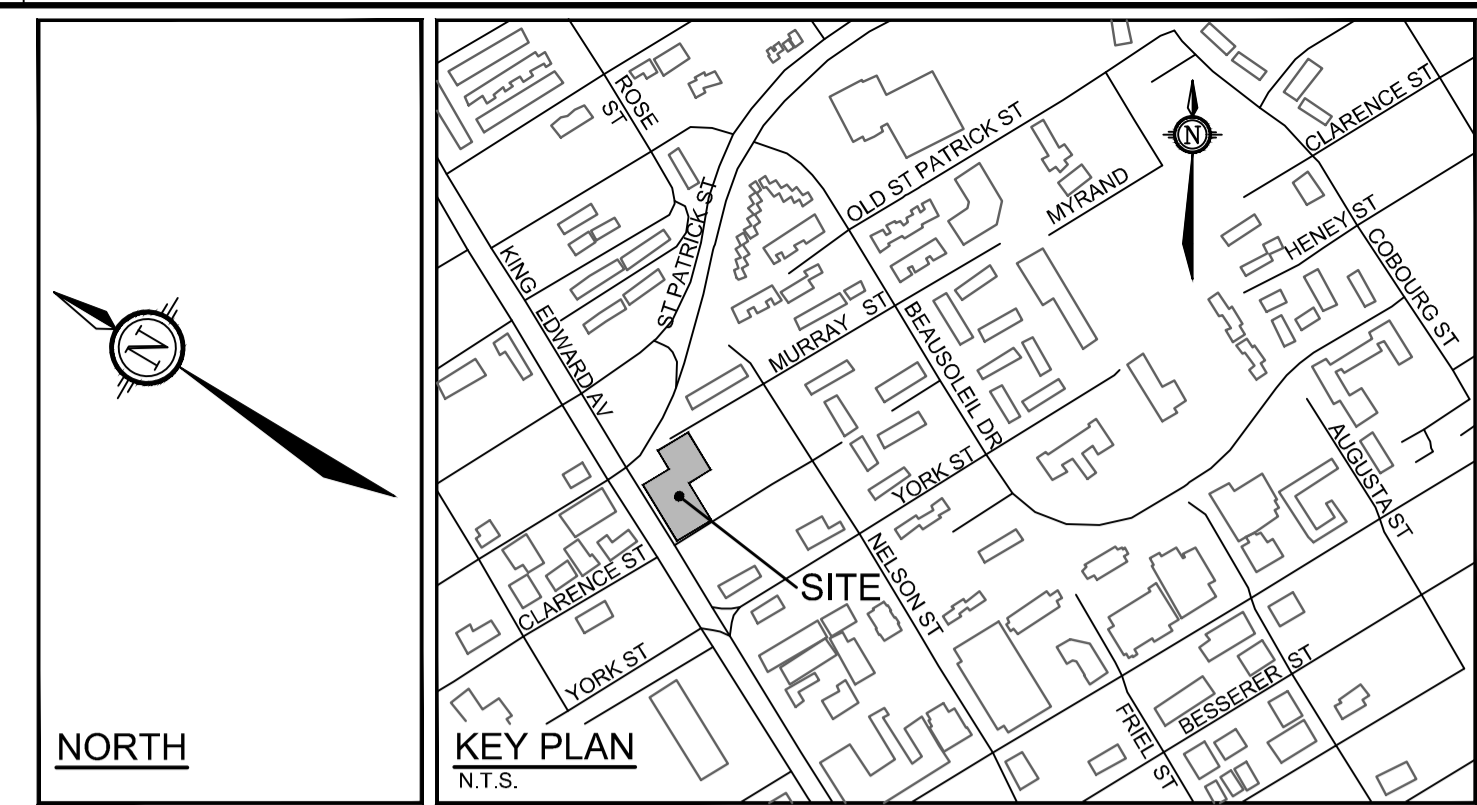 N
NORTH
ROSE
ST
ST PATRICK ST
OLD ST PATRICK ST
MYRAND
N
CLARENCE ST
HENEY ST
COBOURG ST
KING EDWARD AV
MURRAY ST
BEAUSOLEIL DR
YORK ST
AUGUSTA ST
CLARENCE ST
SITE
NELSON ST
YORK ST
FRIEL ST
BESSERER ST
KEY PLAN
N.T.S.